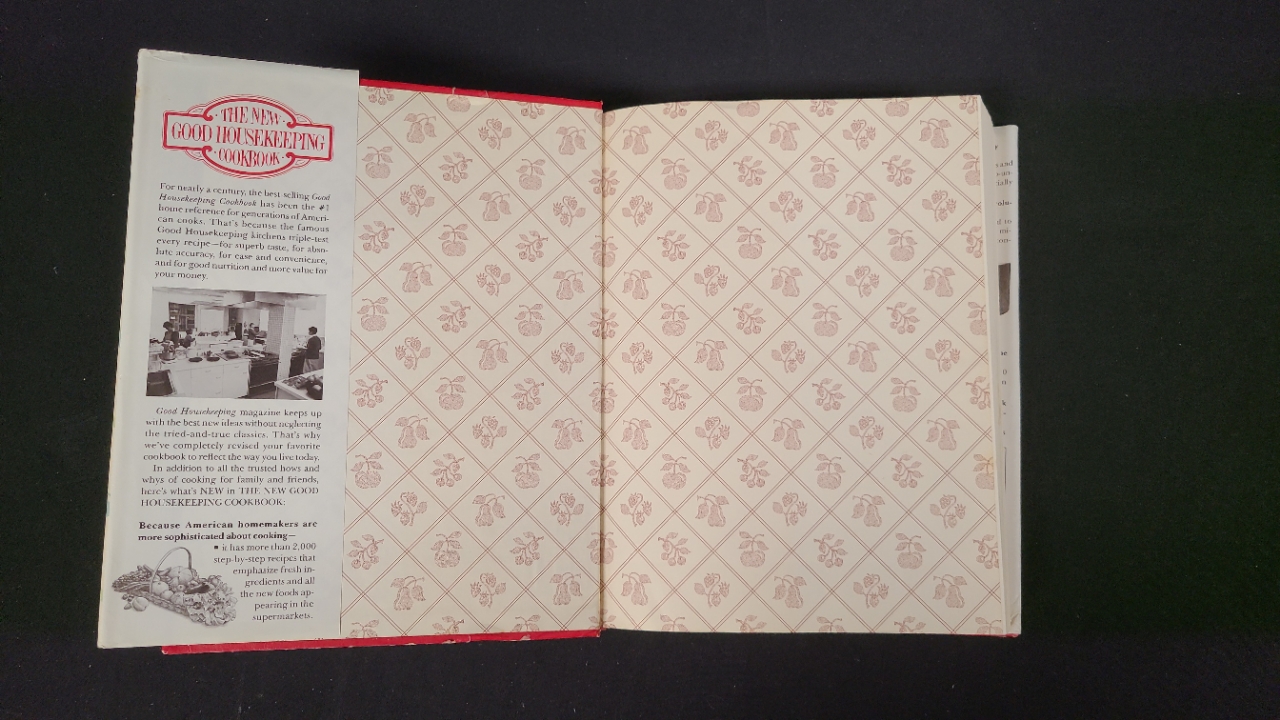 · THE NEW ·
GOOD HOUSEKEEPING
· COOKBOOK ·
For nearly a century, the best-selling Good
Housekeeping Cookbook has been the #1
home reference for generations of Ameri-
can cooks. That's because the famous
Good Housekeeping kitchens triple-test
every recipe—for superb taste, for abso-
lute accuracy, for ease and convenience,
and for good nutrition and more value for
your money.
Good Housekeeping magazine keeps up
with the best new ideas without neglecting
the tried-and-true classics. That's why
we've completely revised your favorite
cookbook to reflect the way you live today.
In addition to all the trusted hows and
whys of cooking for family and friends,
here's what's NEW in THE NEW GOOD
HOUSEKEEPING COOKBOOK:
Because American homemakers are
more sophisticated about cooking—
▪ it has more than 2,000
step-by-step recipes that
emphasize fresh in-
gredients and all
the new foods ap-
pearing in the
supermarkets.